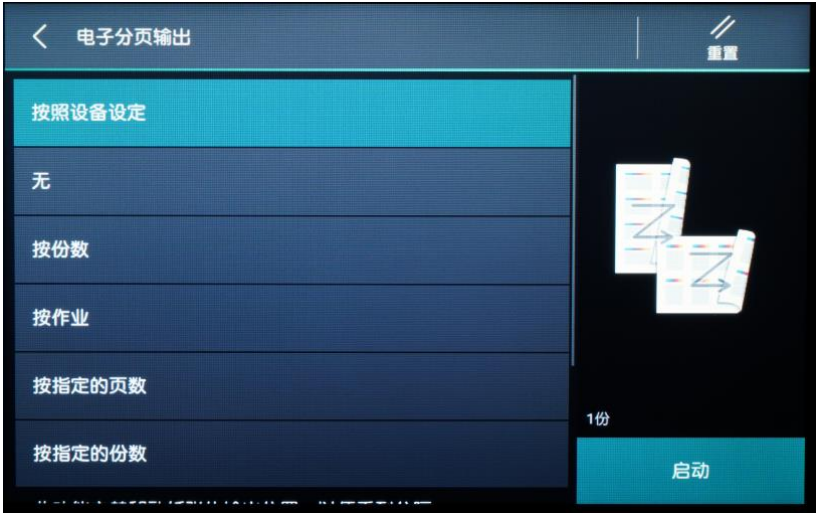 电子分页输出
重置
按照设备设定
无
按份数
按作业
按指定的页数
按指定的份数
1份
启动